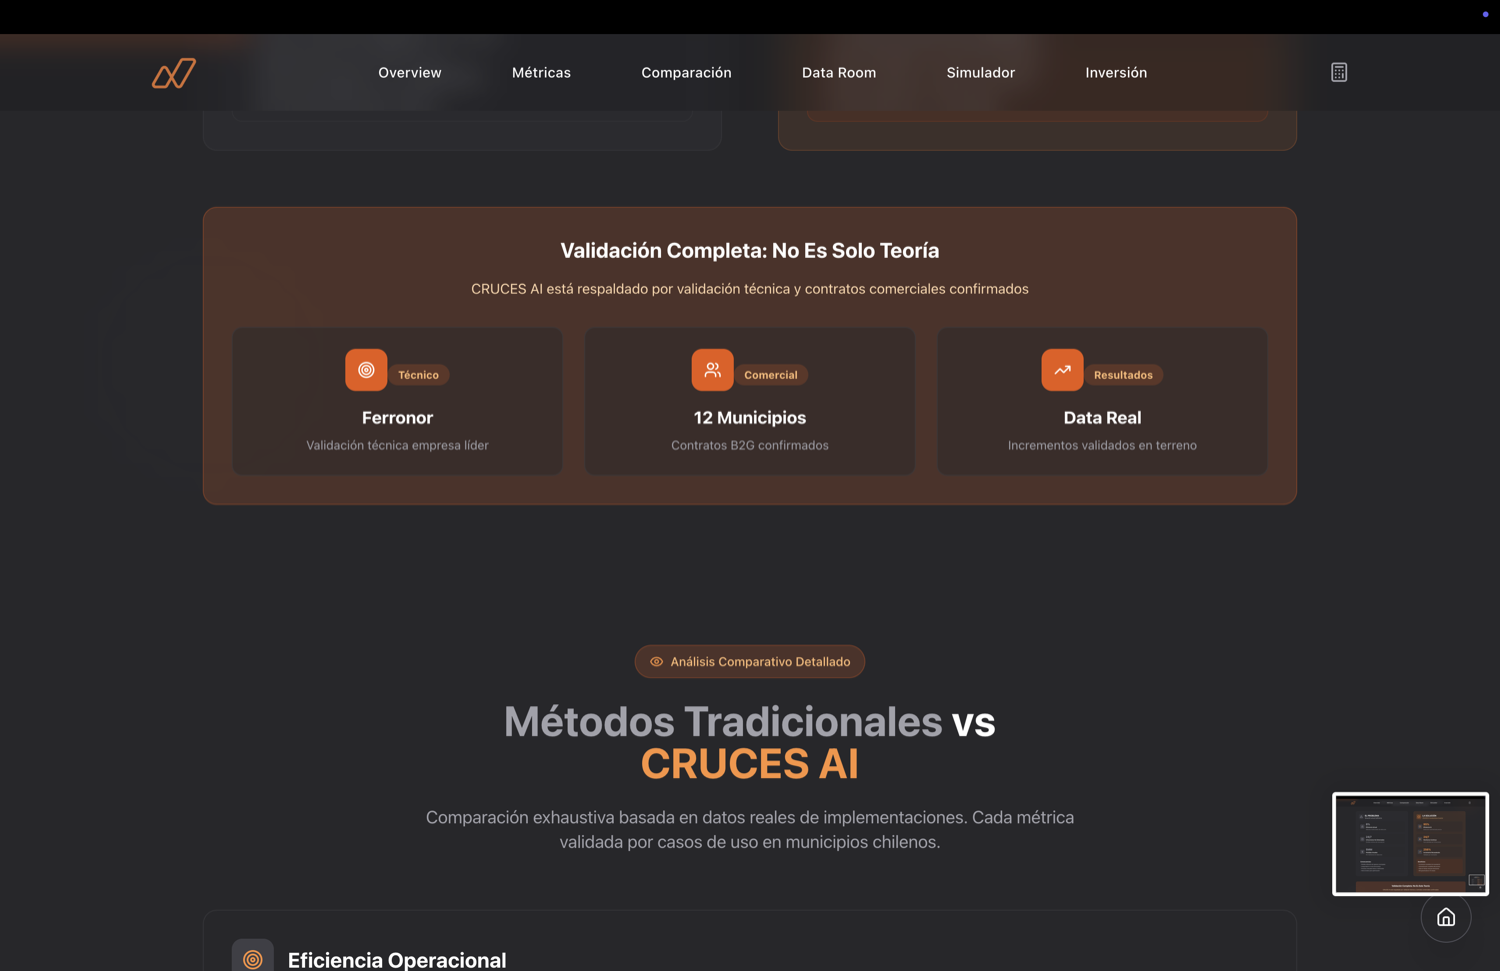 Overview
Métricas
Comparación
Data Room
Simulador
Inversión
Validación Completa: No Es Solo Teoría
CRUCES AI está respaldado por validación técnica y contratos comerciales confirmados
Técnico
Ferronor
Validación técnica empresa líder
Comercial
12 Municipios
Contratos B2G confirmados
Resultados
Data Real
Incrementos validados en terreno
Análisis Comparativo Detallado
Métodos Tradicionales vs
CRUCES AI
Comparación exhaustiva basada en datos reales de implementaciones. Cada métrica
validada por casos de uso en municipios chilenos.
Eficiencia Operacional